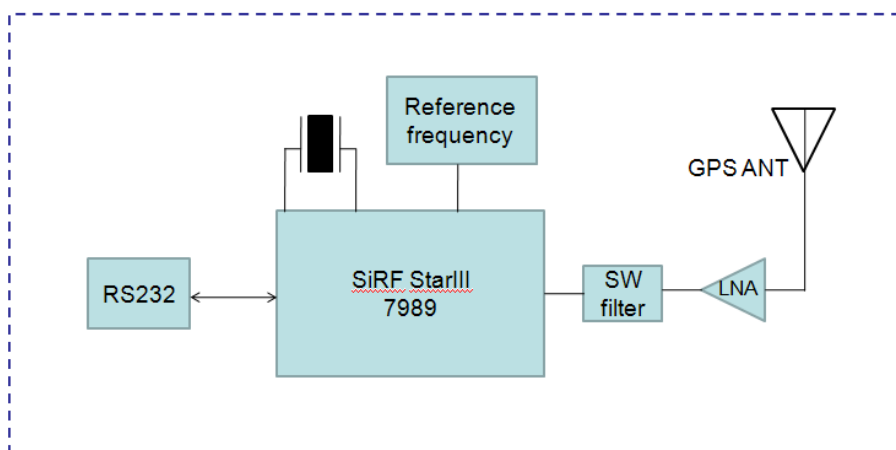 Reference
frequency
GPS ANT
RS232
SiRF StarIII
7989
SW
filter
LNA